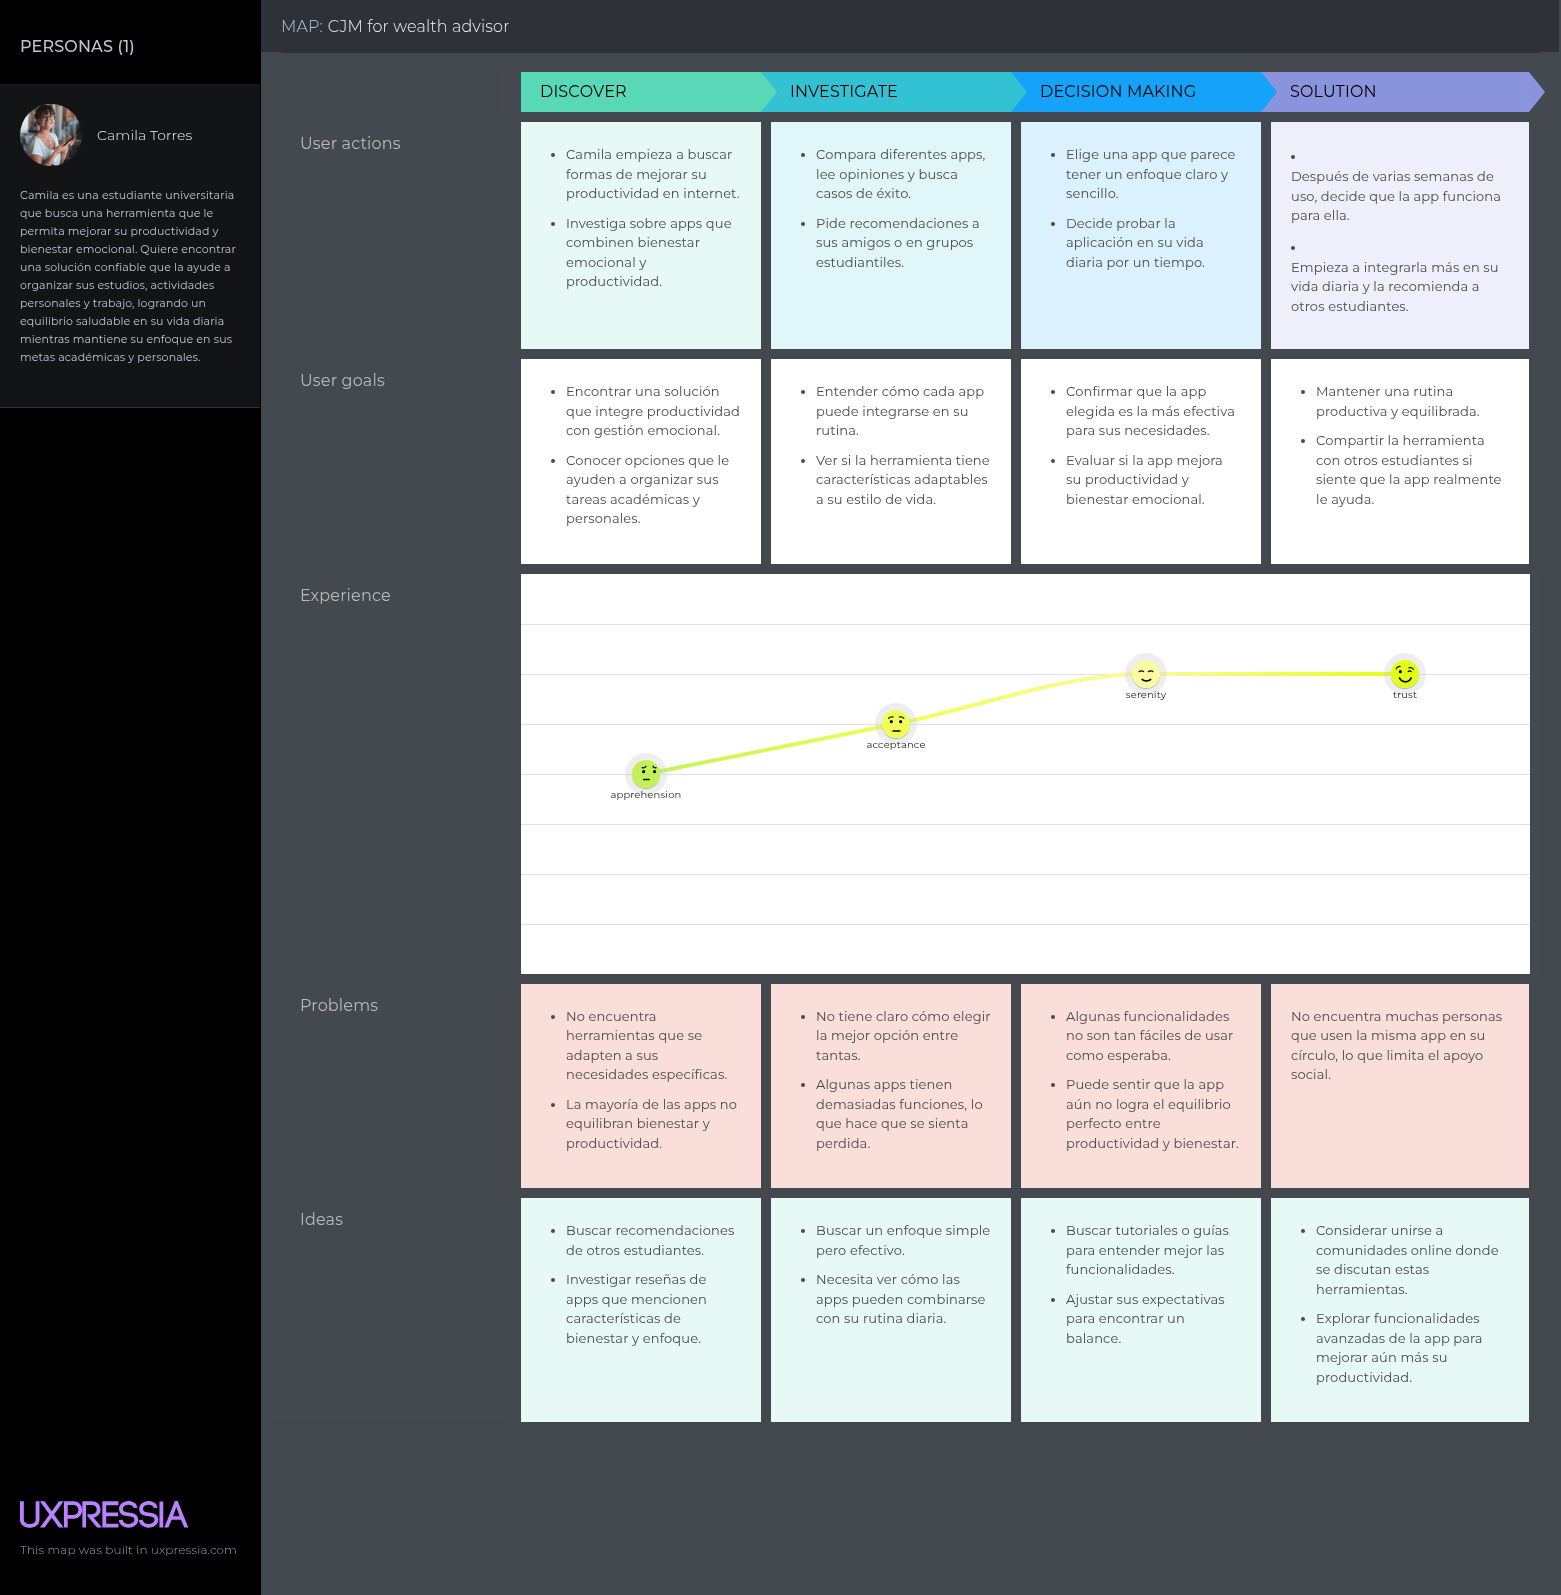 PERSONAS (1)
Camila Torres
Camila es una estudiante universitaria
que busca una herramienta que le
permita mejorar su productividad y
bienestar emocional. Quiere encontrar
una solución confiable que la ayude a
organizar sus estudios, actividades
personales y trabajo, logrando un
equilibrio saludable en su vida diaria
mientras mantiene su enfoque en sus
metas académicas y personales.
MAP: CJM for wealth advisor
DISCOVER
INVESTIGATE
DECISION MAKING
SOLUTION
User actions
• Camila empieza a buscar
formas de mejorar su
productividad en internet.
• Investiga sobre apps que
combinen bienestar
emocional y
productividad.
• Compara diferentes apps,
lee opiniones y busca
casos de éxito.
• Pide recomendaciones a
sus amigos o en grupos
estudiantiles.
• Elige una app que parece
tener un enfoque claro y
sencillo.
• Decide probar la
aplicación en su vida
diaria por un tiempo.
•
Después de varias semanas de
uso, decide que la app funciona
para ella.
•
Empieza a integrarla más en su
vida diaria y la recomienda a
otros estudiantes.
User goals
• Encontrar una solución
que integre productividad
con gestión emocional.
• Conocer opciones que le
ayuden a organizar sus
tareas académicas y
personales.
• Entender cómo cada app
puede integrarse en su
rutina.
• Ver si la herramienta tiene
características adaptables
a su estilo de vida.
• Confirmar que la app
elegida es la más efectiva
para sus necesidades.
• Evaluar si la app mejora
su productividad y
bienestar emocional.
• Mantener una rutina
productiva y equilibrada.
• Compartir la herramienta
con otros estudiantes si
siente que la app realmente
le ayuda.
Experience
apprehension
acceptance
serenity
trust
Problems
• No encuentra
herramientas que se
adapten a sus
necesidades específicas.
• La mayoría de las apps no
equilibran bienestar y
productividad.
• No tiene claro cómo elegir
la mejor opción entre
tantas.
• Algunas apps tienen
demasiadas funciones, lo
que hace que se sienta
perdida.
• Algunas funcionalidades
no son tan fáciles de usar
como esperaba.
• Puede sentir que la app
aún no logra el equilibrio
perfecto entre
productividad y bienestar.
No encuentra muchas personas
que usen la misma app en su
círculo, lo que limita el apoyo
social.
Ideas
• Buscar recomendaciones
de otros estudiantes.
• Investigar reseñas de
apps que mencionen
características de
bienestar y enfoque.
• Buscar un enfoque simple
pero efectivo.
• Necesita ver cómo las
apps pueden combinarse
con su rutina diaria.
• Buscar tutoriales o guías
para entender mejor las
funcionalidades.
• Ajustar sus expectativas
para encontrar un
balance.
• Considerar unirse a
comunidades online donde
se discutan estas
herramientas.
• Explorar funcionalidades
avanzadas de la app para
mejorar aún más su
productividad.
UXPRESSIA
This map was built in uxpressia.com